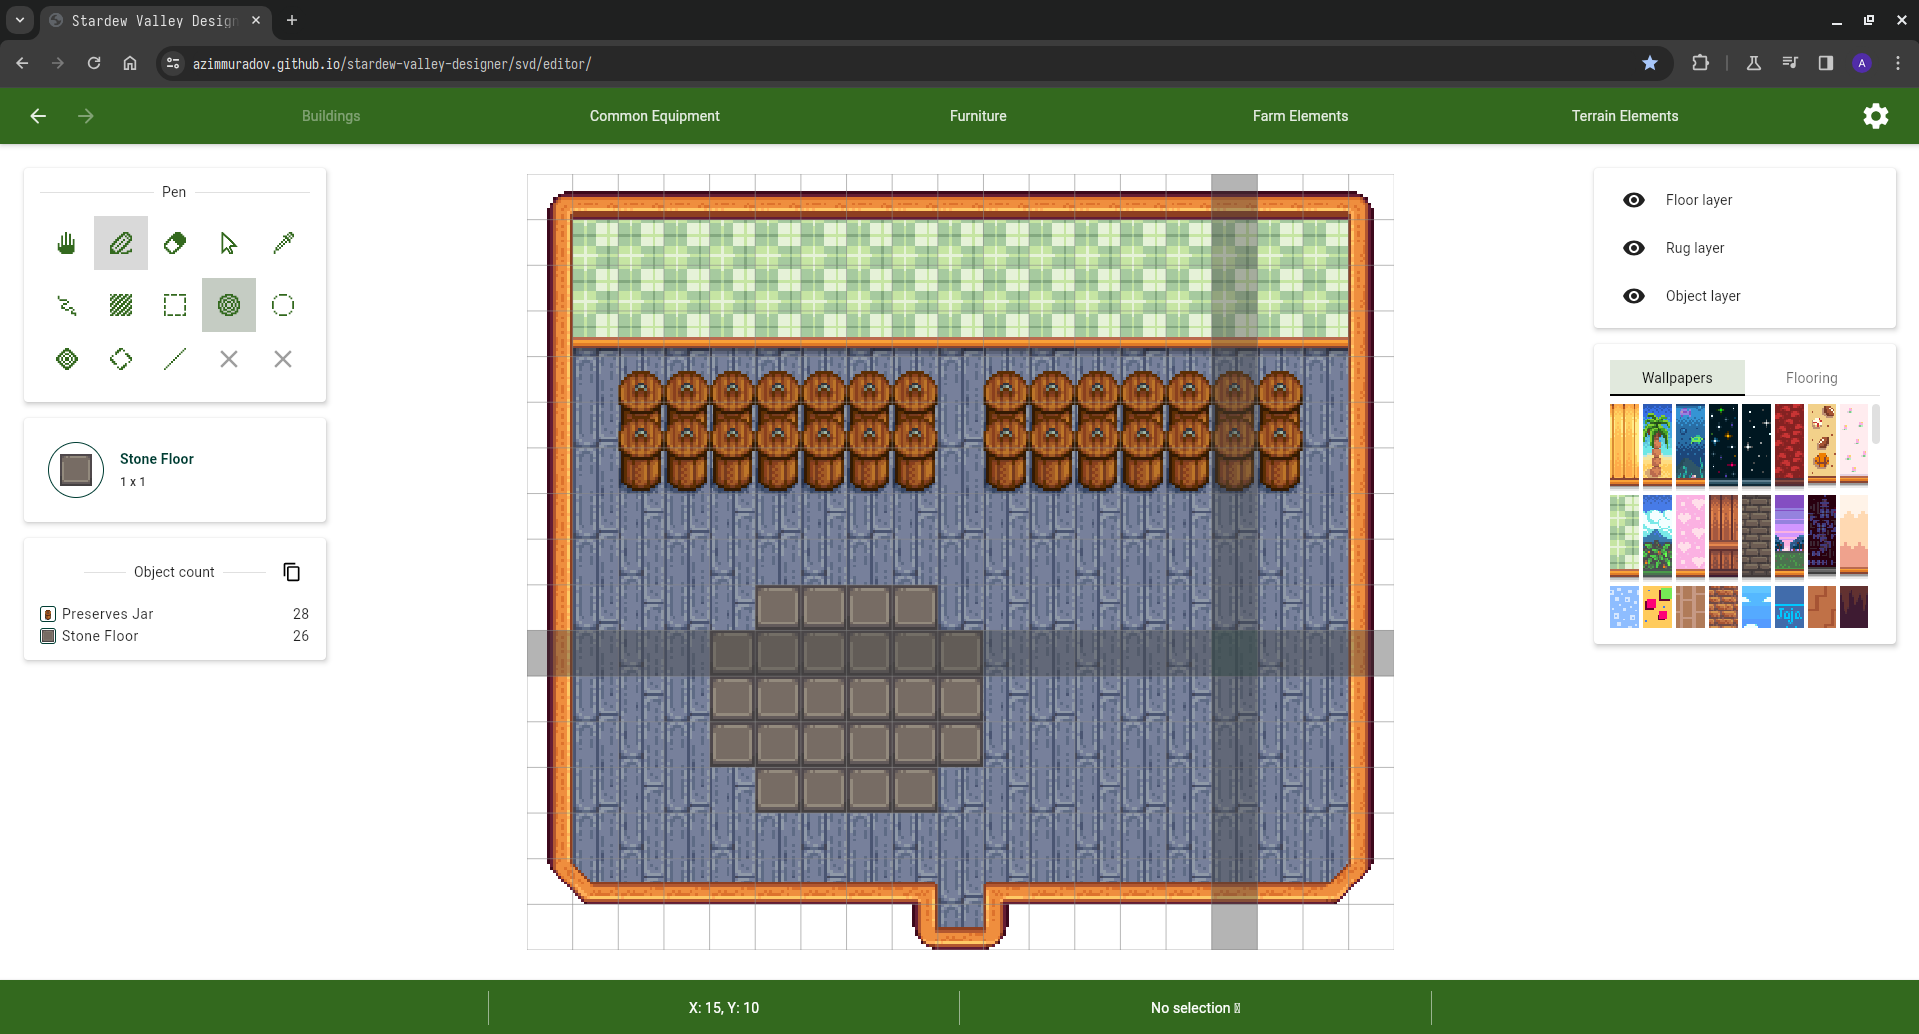 Stardew Valley Design
azimmuradov.github.io/stardew-valley-designer/svd/editor/
A
Buildings
Common Equipment
Furniture
Farm Elements
Terrain Elements
Pen
Stone Floor
1 x 1
Object count
Preserves Jar 28
Stone Floor 26
Floor layer
Rug layer
Object layer
Wallpapers
Flooring
Joja
X: 15, Y: 10
No selection